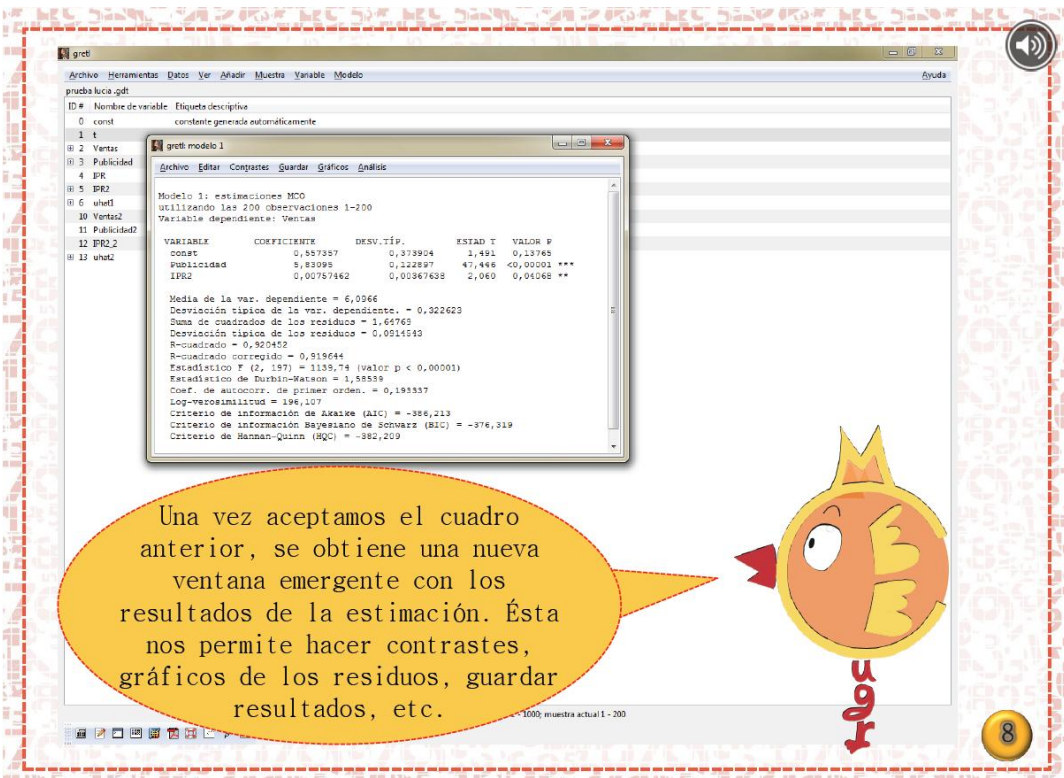 gretl
Archivo Herramientas Datos Ver Añadir Muestra Variable Modelo Ayuda
prueba lucia .gdt
ID # Nombre de variable Etiqueta descriptiva
0 const constante generada automáticamente
1 t
2 Ventas
3 Publicidad
4 IPR
5 IPR2
6 uhat1
10 Ventas2
11 Publicidad2
12 IPR2_2
13 uhat2
gretl: modelo 1
Archivo Editar Contrastes Guardar Gráficos Análisis
Modelo 1: estimaciones MCO
utilizando las 200 observaciones 1-200
Variable dependiente: Ventas
VARIABLE COEFICIENTE DESV.TÍP. ESTAD T VALOR P
const 0,557357 0,373904 1,491 0,13765
Publicidad 5,83095 0,122897 47,446 <0,00001 ***
IPR2 0,00757462 0,00367638 2,060 0,04068 **
Media de la var. dependiente = 6,0966
Desviación típica de la var. dependiente. = 0,322623
Suma de cuadrados de los residuos = 1,64769
Desviación típica de los residuos = 0,0914543
R-cuadrado = 0,920452
R-cuadrado corregido = 0,919644
Estadístico F (2, 197) = 1139,74 (valor p < 0,00001)
Estadístico de Durbin-Watson = 1,58539
Coef. de autocorr. de primer orden. = 0,193337
Log-verosimilitud = 196,107
Criterio de información de Akaike (AIC) = -386,213
Criterio de información Bayesiano de Schwarz (BIC) = -376,319
Criterio de Hannan-Quinn (HQC) = -382,209
Una vez aceptamos el cuadro
anterior, se obtiene una nueva
ventana emergente con los
resultados de la estimación. Ésta
nos permite hacer contrastes,
gráficos de los residuos, guardar
resultados, etc.
- 1000; muestra actual 1 - 200
ugr
8